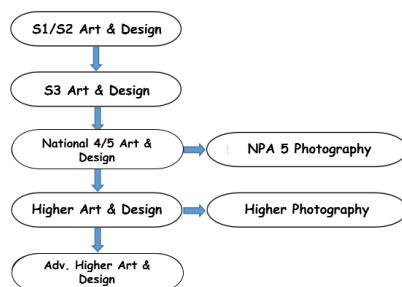 S1/S2 Art & Design
S3 Art & Design
National 4/5 Art &
Design
NPA 5 Photography
Higher Art & Design
Higher Photography
Adv. Higher Art &
Design